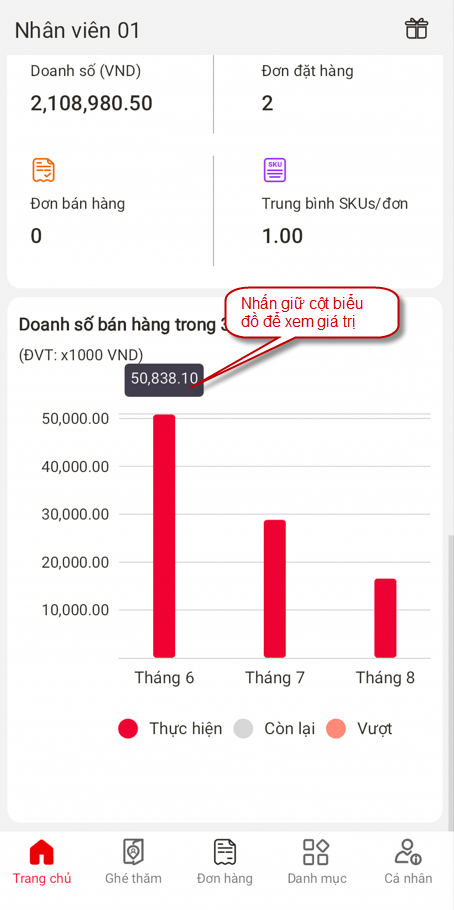 Nhân viên 01
Doanh số (VND)
Đơn đặt hàng
2,108,980.50
2
SKU
Đơn bán hàng
Trung bình SKUs/đơn
0
1.00
Nhấn giữ cột biểu
đồ để xem giá trị
Doanh số bán hàng trong 3
(ĐVT: x1000 VND)
50,838.10
50,000.00
40,000.00
30,000.00
20,000.00
10,000.00
Tháng 6
Tháng 7
Tháng 8
Thực hiện
Còn lại
Vượt
Trang chủ
Ghé thăm
Đơn hàng
Danh mục
Cá nhân